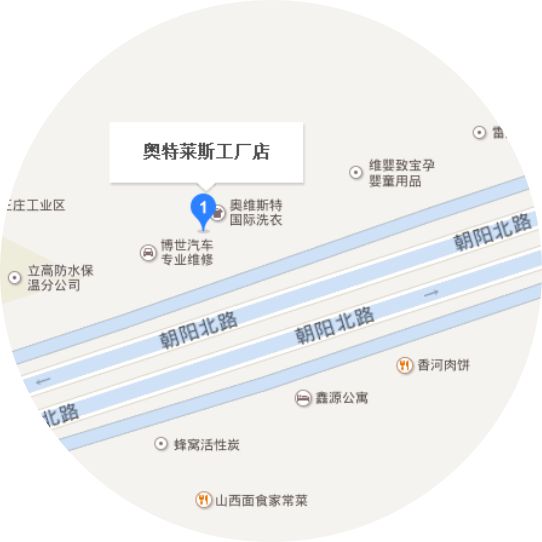 雷
奥特莱斯工厂店
维婴致宝孕
婴童用品
王庄工业区
1
奥维斯特
国际洗衣
朝阳北路
博世汽车
专业维修
立高防水保
温分公司
朝阳北路
朝阳北路
香河肉饼
鑫源公寓
北路
蜂窝活性炭
山西面食家常菜